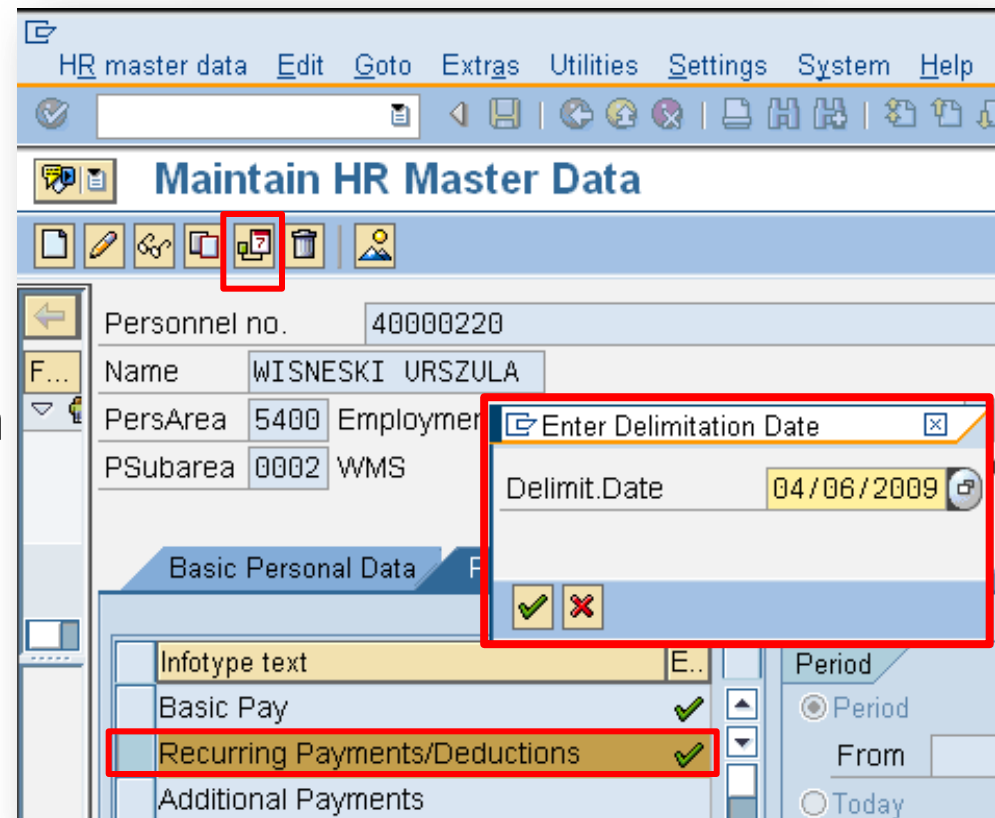 HR master data Edit Goto Extras Utilities Settings System Help
Maintain HR Master Data
Personnel no. 40000220
F... Name WISNESKI URSZULA
PersArea 5400 Employmen
PSubarea 0002 WMS
Enter Delimitation Date
Delimit.Date 04/06/2009
Basic Personal Data
Infotype text E..
Basic Pay
Recurring Payments/Deductions
Additional Payments
Period
Period
From
Today